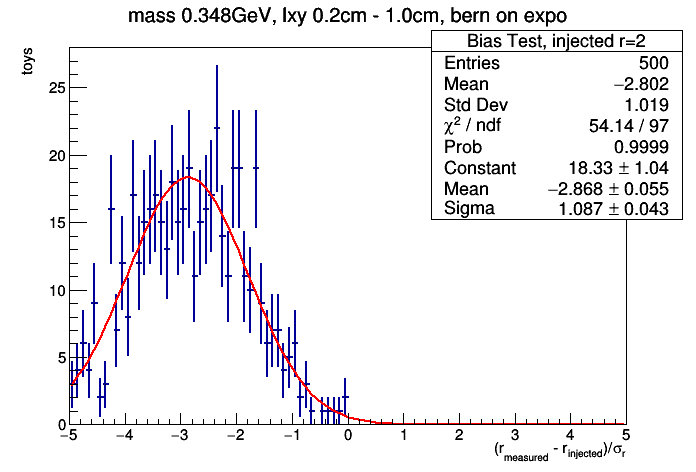 mass 0.348GeV, lxy 0.2cm - 1.0cm, bern on expo
toys
Bias Test, injected r=2
Entries 500
Mean −2.802
Std Dev 1.019
χ² / ndf 54.14 / 97
Prob 0.9999
Constant 18.33 ± 1.04
Mean −2.868 ± 0.055
Sigma 1.087 ± 0.043
25
20
15
10
5
0
−5 −4 −3 −2 −1 0 1 2 3 4 5
(r_measured - r_injected)/σ_r